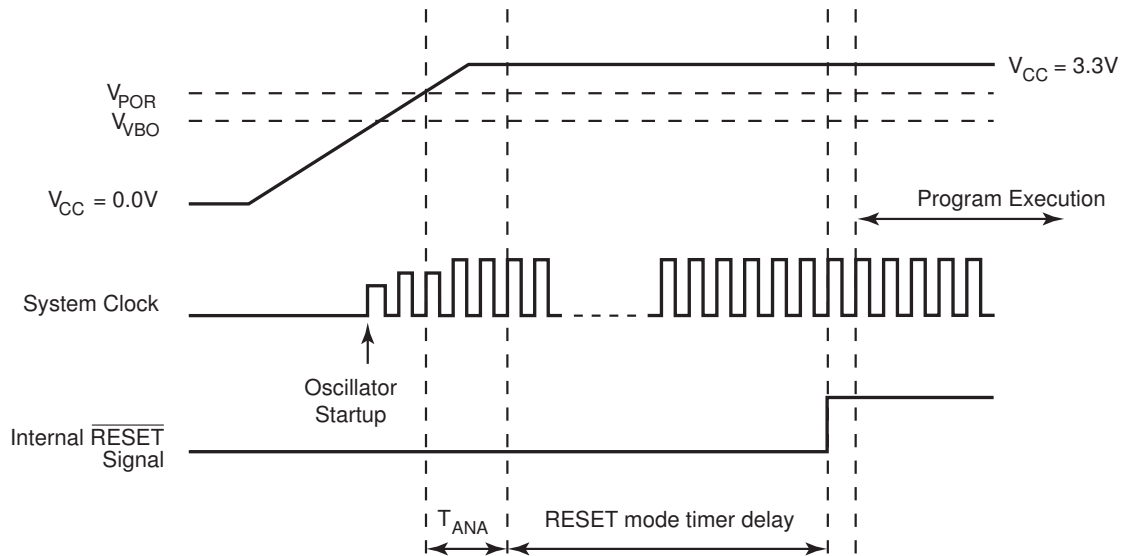 V_CC = 3.3V
V_POR
V_VBO
V_CC = 0.0V
Program Execution
System Clock
Oscillator
Startup
Internal R̅E̅S̅E̅T̅
Signal
T_ANA
RESET mode timer delay